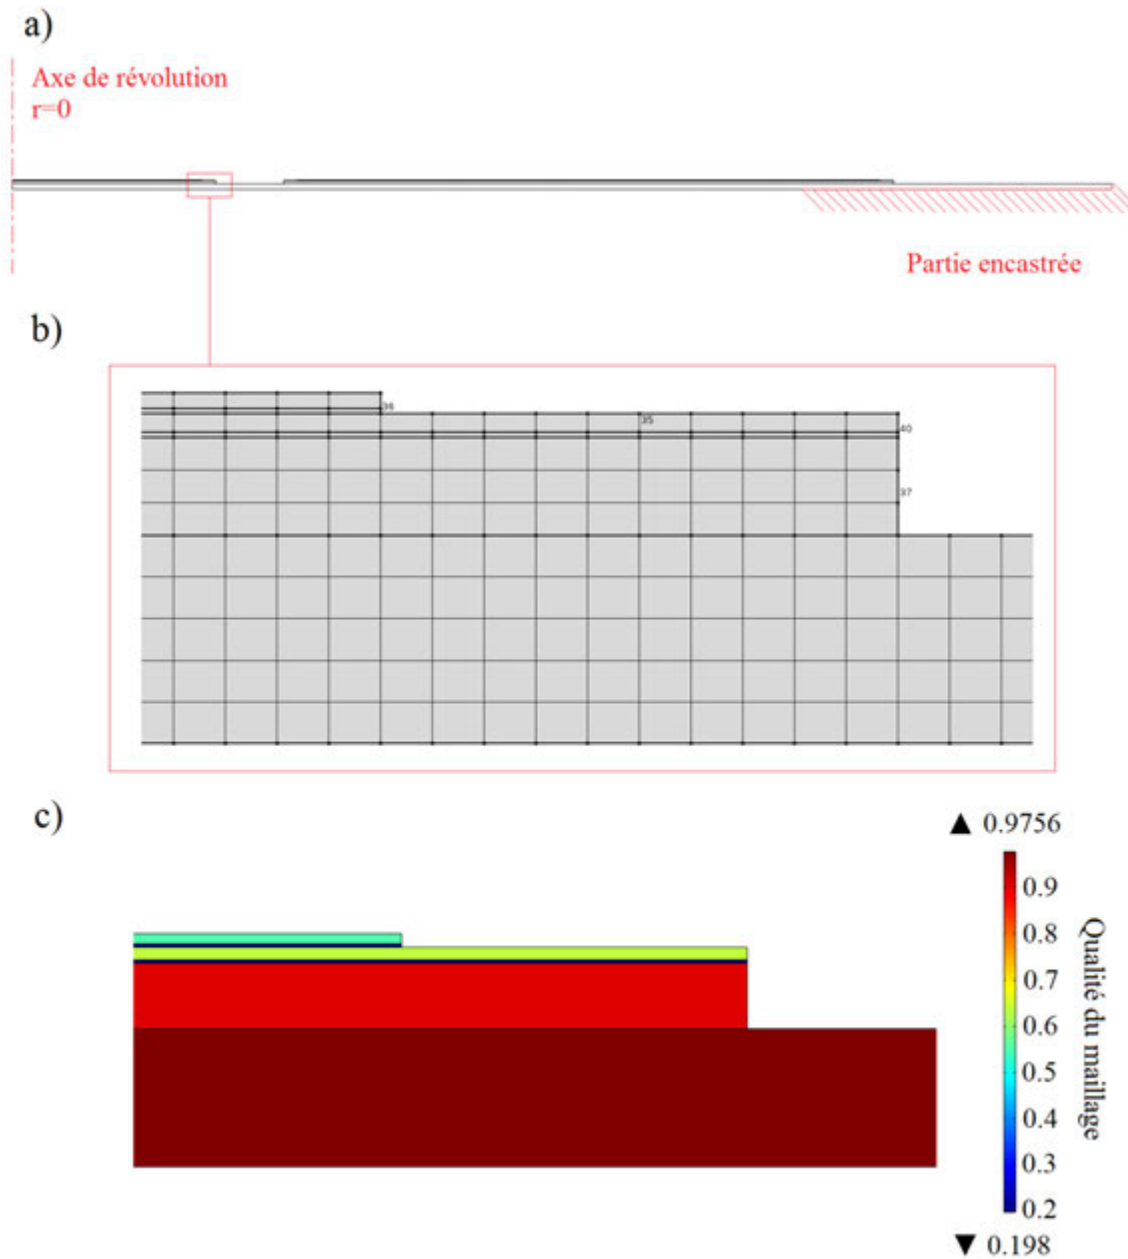 a)
Axe de révolution
r=0
Partie encastrée
b)
36
35
40
37
c)
▲ 0.9756
0.9
0.8
0.7
0.6
0.5
0.4
0.3
0.2
▼ 0.198
Qualité du maillage